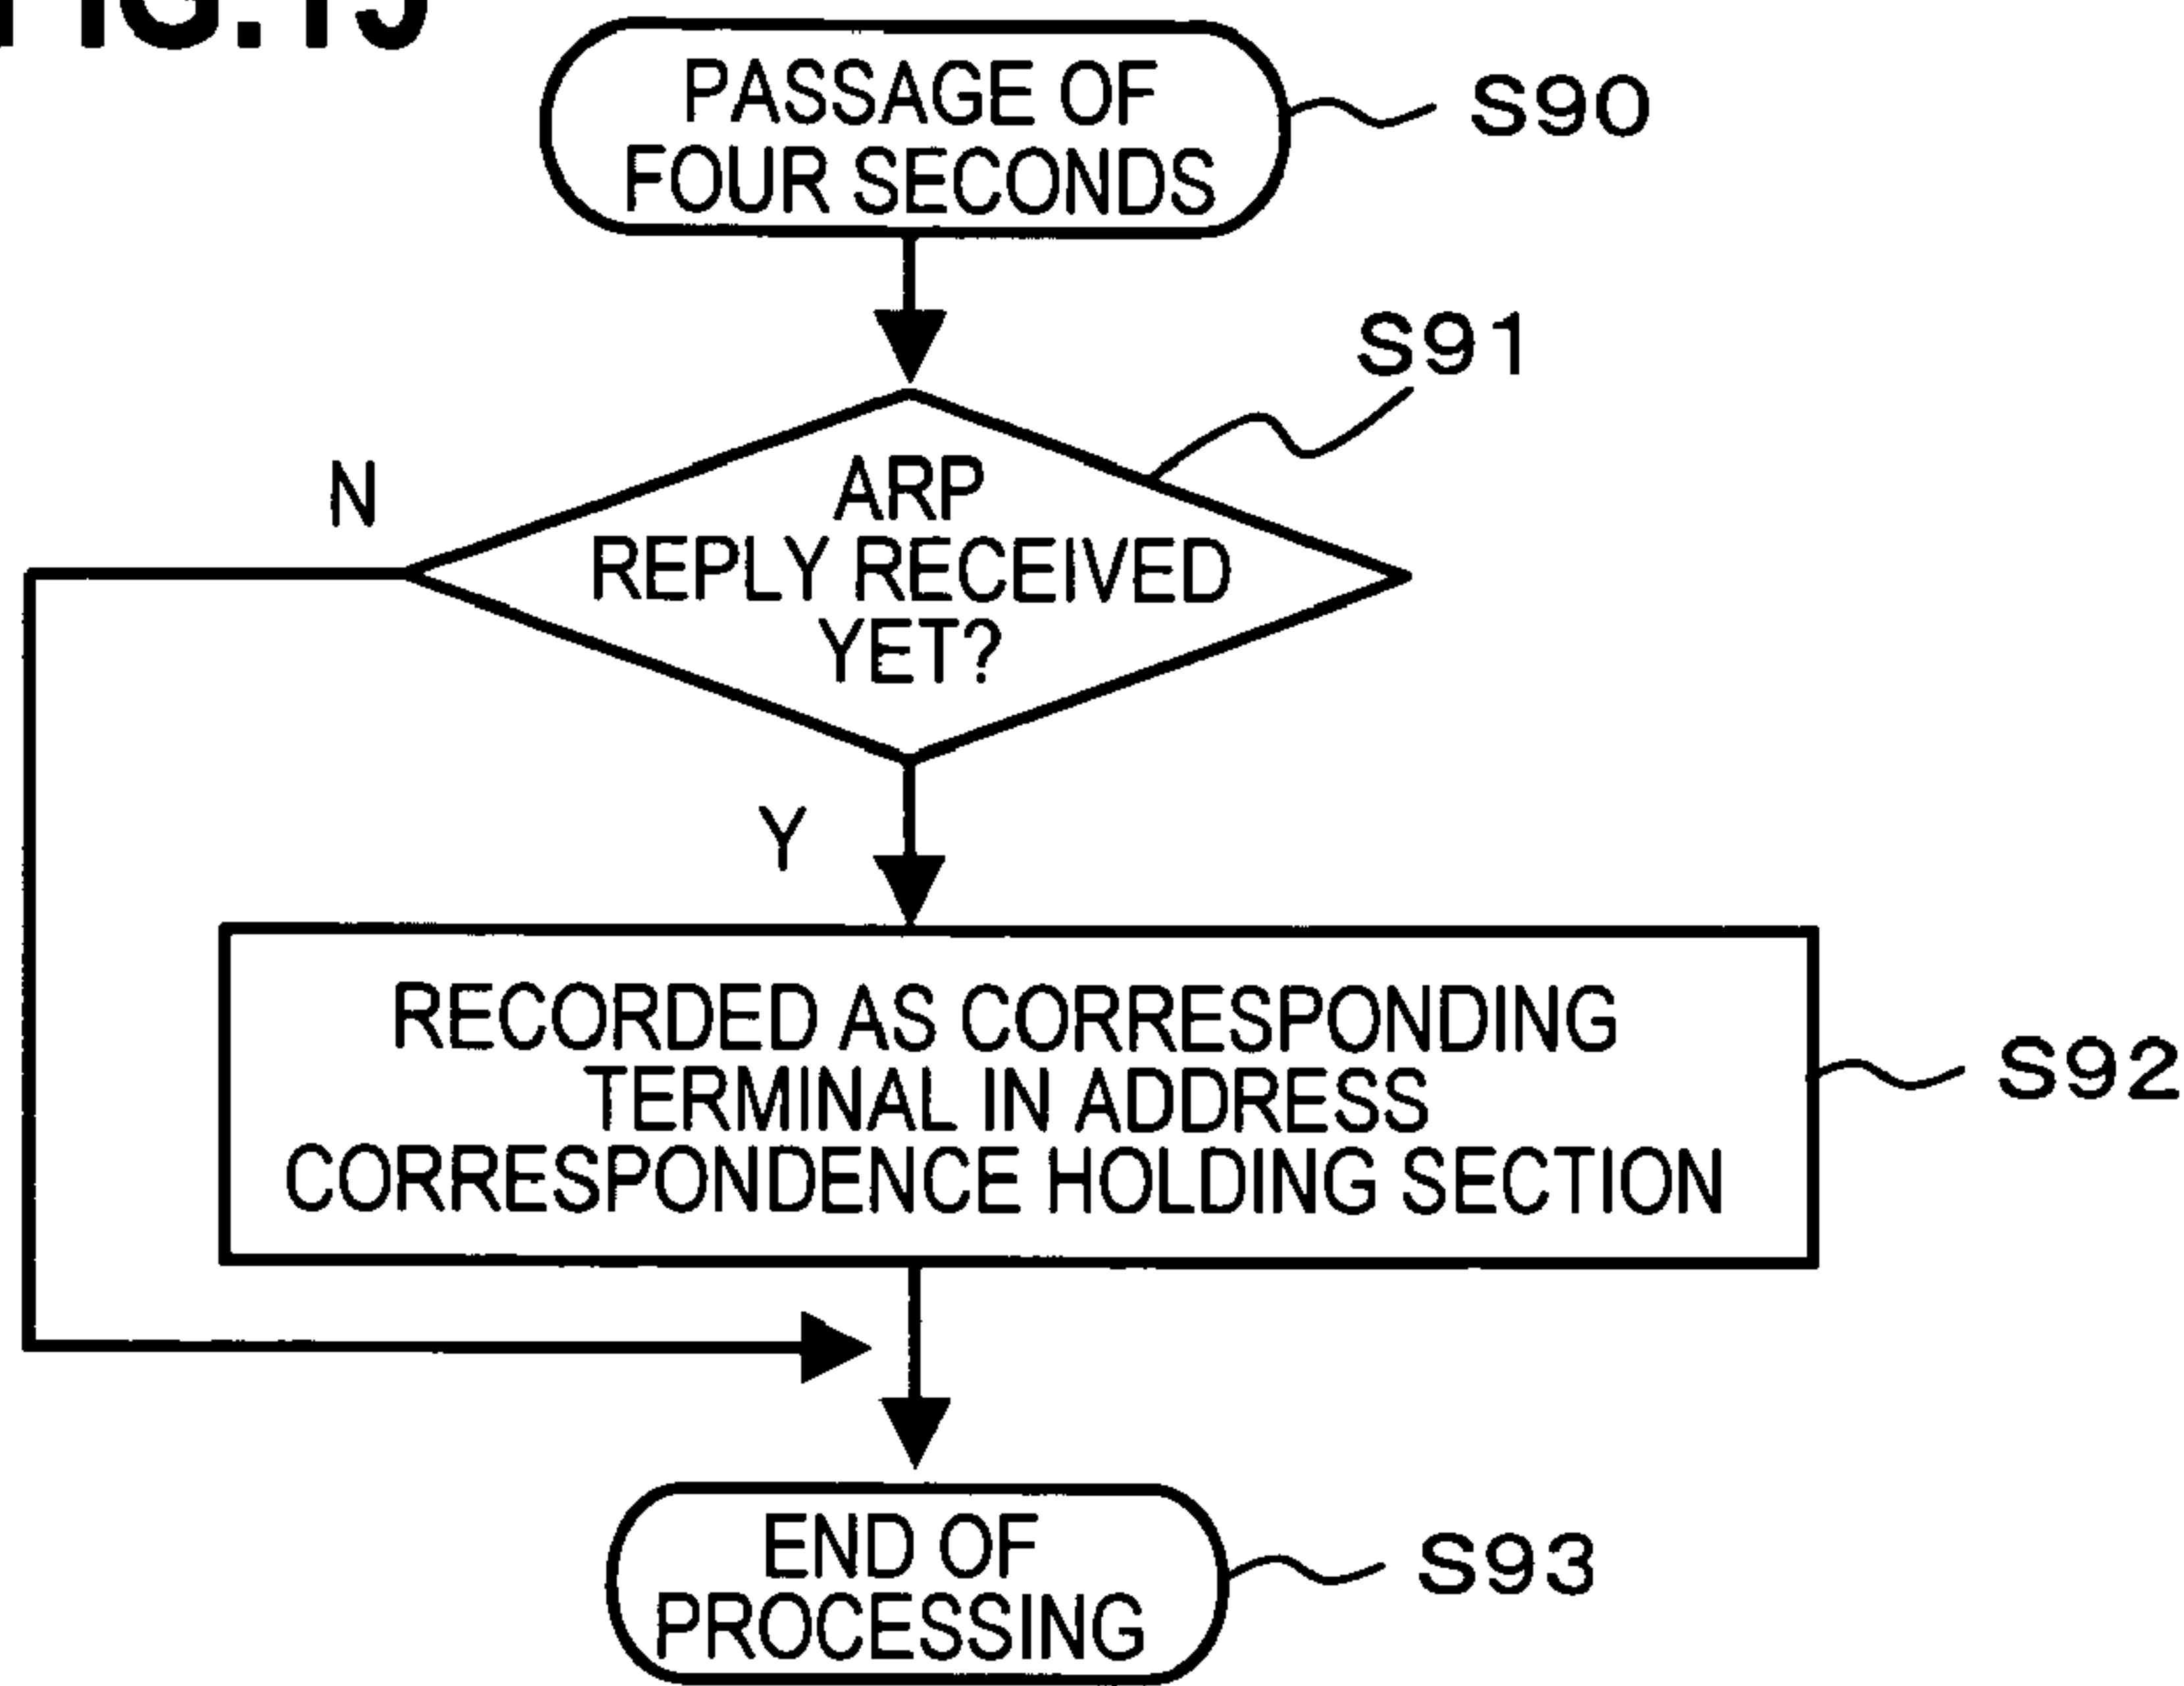 PASSAGE OF
FOUR SECONDS
S90
S91
ARP
REPLY RECEIVED
YET?
N
Y
RECORDED AS CORRESPONDING
TERMINAL IN ADDRESS
CORRESPONDENCE HOLDING SECTION
S92
END OF
PROCESSING
S93